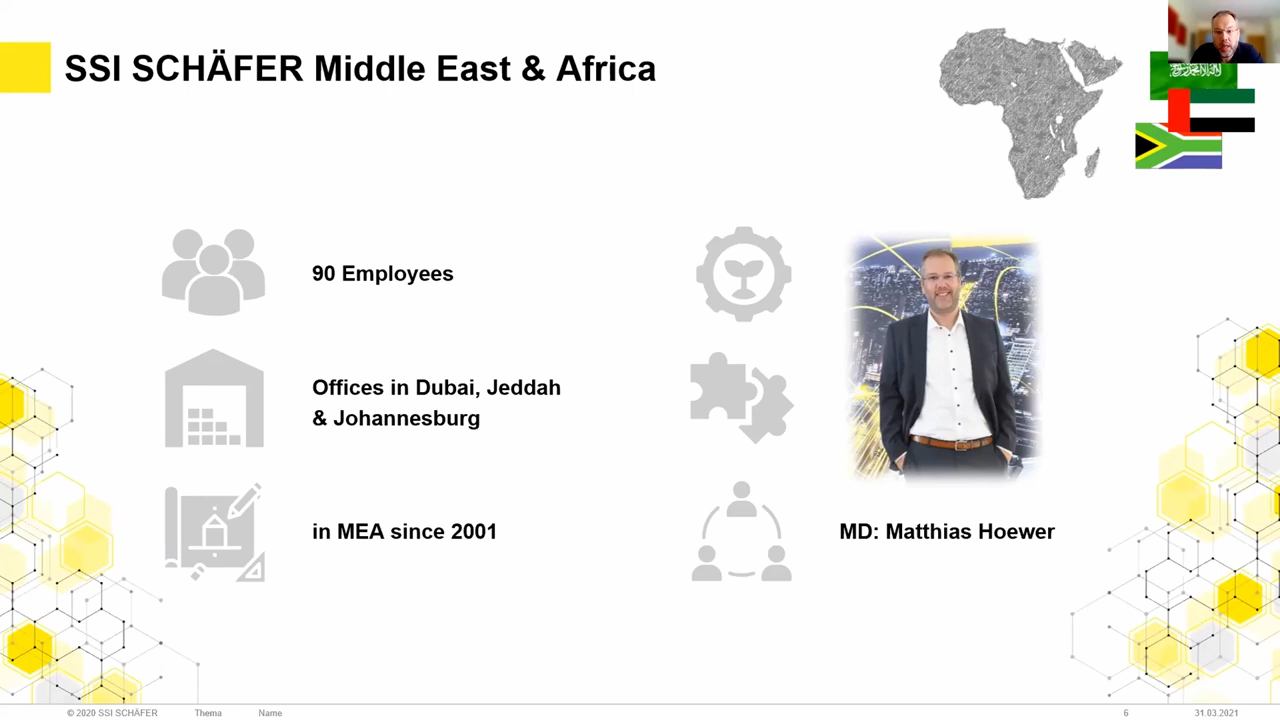 SSI SCHÄFER Middle East & Africa
90 Employees
Offices in Dubai, Jeddah
& Johannesburg
in MEA since 2001
MD: Matthias Hoewer
© 2020 SSI SCHÄFER Thema Name 6 31.03.2021